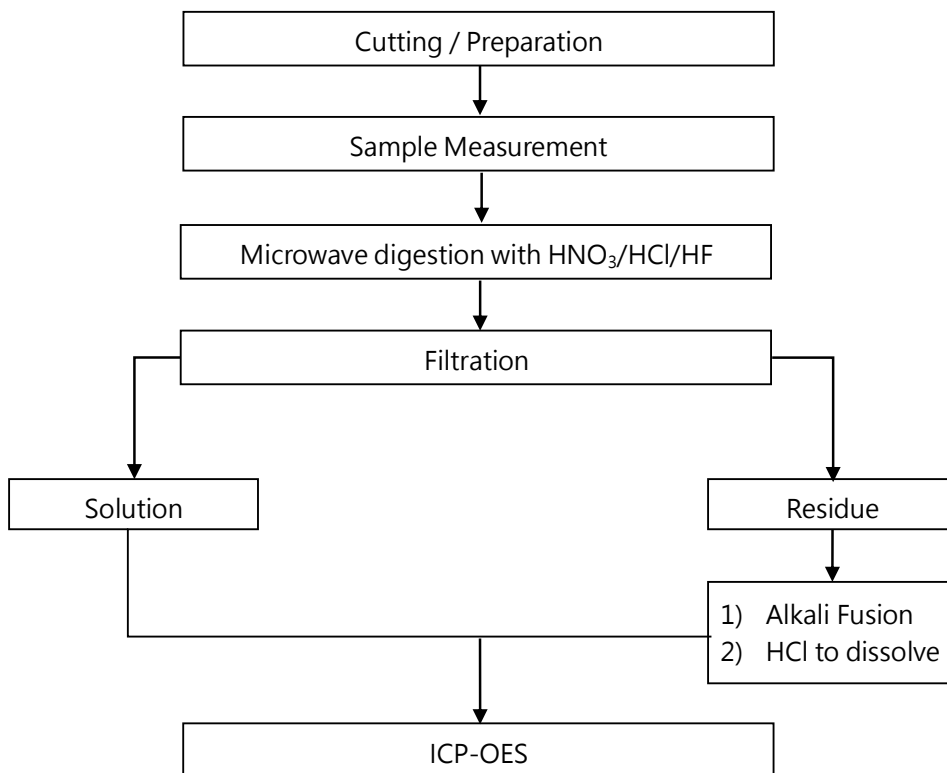 Cutting / Preparation
Sample Measurement
Microwave digestion with HNO₃/HCl/HF
Filtration
Solution
Residue
1) Alkali Fusion
2) HCl to dissolve
ICP-OES